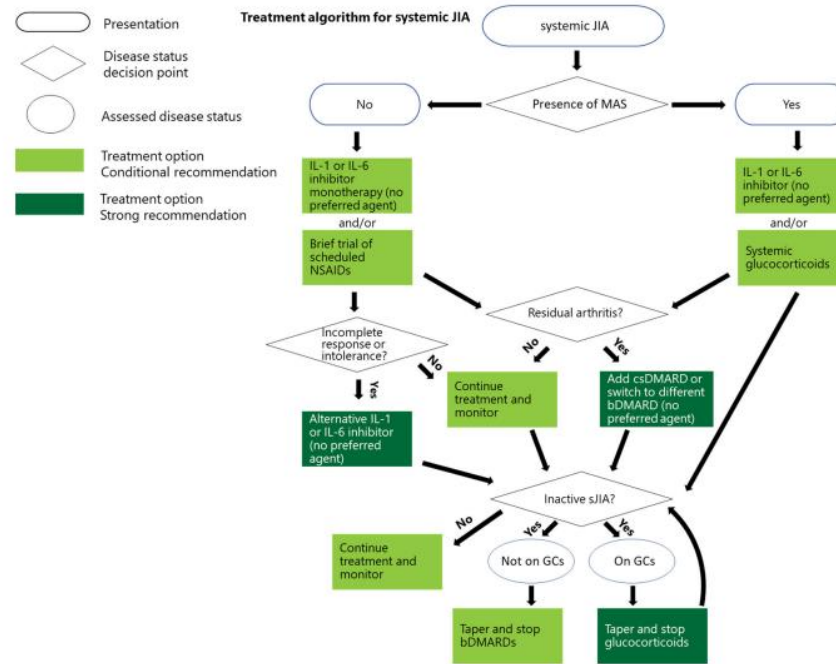 Treatment algorithm for systemic JIA
Presentation
Disease status
decision point
Assessed disease status
Treatment option
Conditional recommendation
Treatment option
Strong recommendation
systemic JIA
Presence of MAS
No
Yes
IL-1 or IL-6
inhibitor
monotherapy (no
preferred agent)
and/or
Brief trial of
scheduled
NSAIDs
IL-1 or IL-6
inhibitor (no
preferred agent)
and/or
Systemic
glucocorticoids
Residual arthritis?
No
Yes
Incomplete
response or
intolerance?
No
Yes
Continue
treatment and
monitor
Add csDMARD or
switch to different
bDMARD (no
preferred agent)
Alternative IL-1
or IL-6 inhibitor
(no preferred
agent)
Inactive sJIA?
No
Yes
Yes
Continue
treatment and
monitor
Not on GCs
On GCs
Taper and stop
bDMARDs
Taper and stop
glucocorticoids